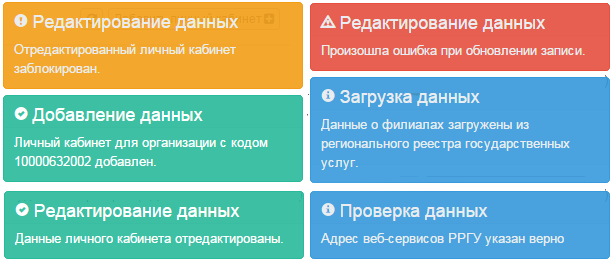 Редактирование данных
Отредактированный личный кабинет
заблокирован.
Добавление данных
Личный кабинет для организации с кодом
10000632002 добавлен.
Редактирование данных
Данные личного кабинета отредактированы.
Редактирование данных
Произошла ошибка при обновлении записи.
Загрузка данных
Данные о филиалах загружены из
регионального реестра государственных
услуг.
Проверка данных
Адрес веб-сервисов РРГУ указан верно